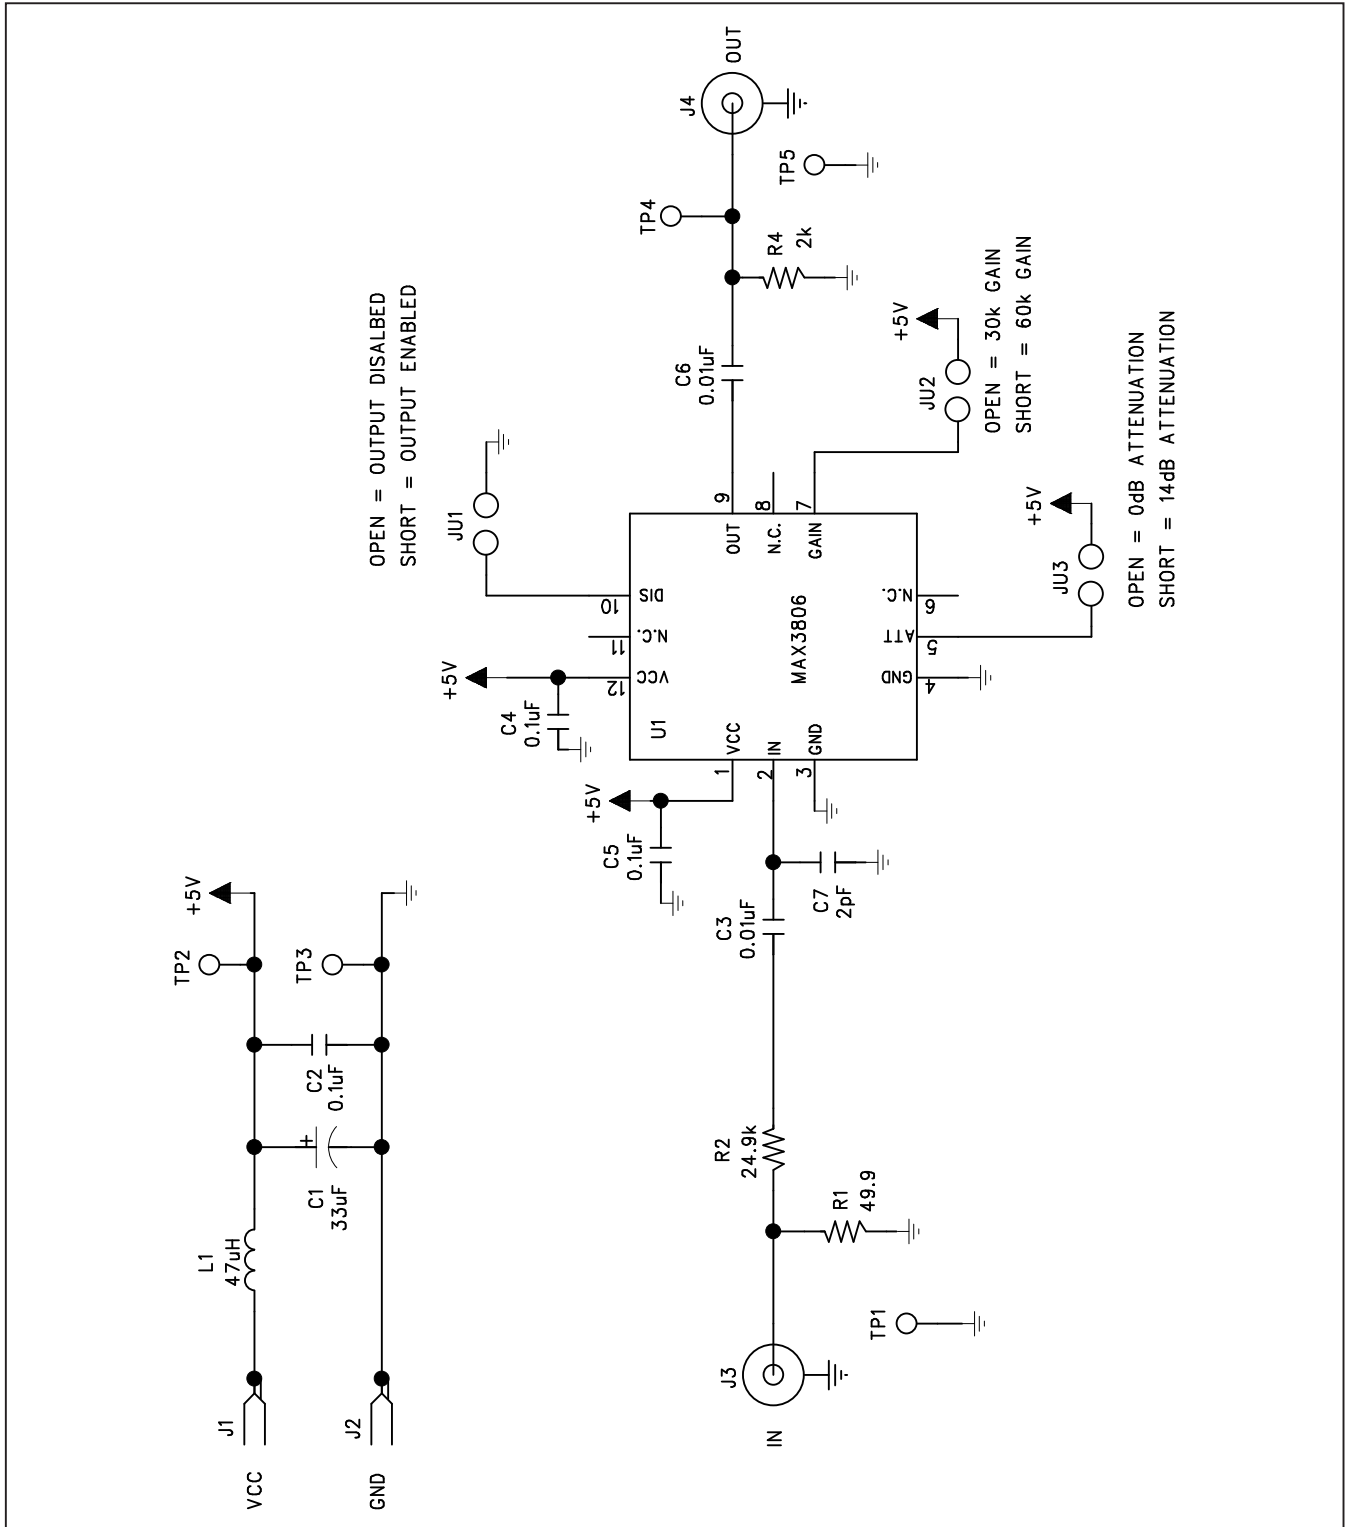 VCC
J1
L1
47uH
C1
33uF
+
C2
0.1uF
TP2
+5V
GND
J2
TP3
OPEN = OUTPUT DISALBED
SHORT = OUTPUT ENABLED
JU1
+5V
C4
0.1uF
+5V
C5
0.1uF
IN
J3
TP1
R1
49.9
R2
24.9k
C3
0.01uF
C7
2pF
U1
MAX3806
1
VCC
2
IN
3
GND
4
GND
5
ATT
6
N.C.
7
GAIN
8
N.C.
9
OUT
10
DIS
11
N.C.
12
VCC
C6
0.01uF
R4
2k
TP4
TP5
J4
OUT
+5V
JU2
OPEN = 30k GAIN
SHORT = 60k GAIN
+5V
JU3
OPEN = 0dB ATTENUATION
SHORT = 14dB ATTENUATION